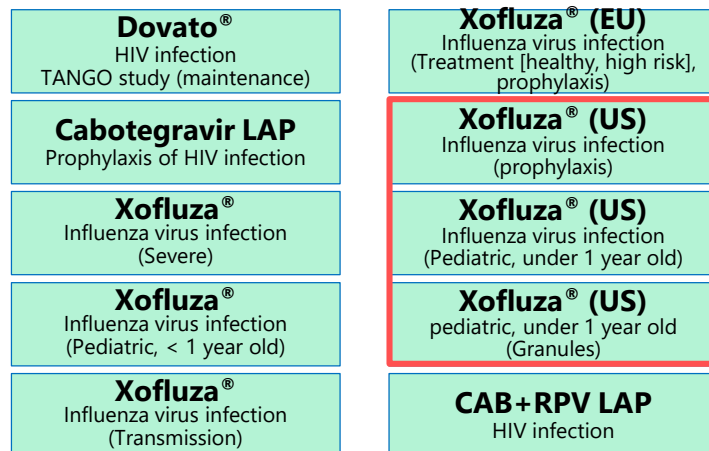 Dovato®
HIV infection
TANGO study (maintenance)
Cabotegravir LAP
Prophylaxis of HIV infection
Xofluza®
Influenza virus infection
(Severe)
Xofluza®
Influenza virus infection
(Pediatric, < 1 year old)
Xofluza®
Influenza virus infection
(Transmission)
Xofluza® (EU)
Influenza virus infection
(Treatment [healthy, high risk],
prophylaxis)
Xofluza® (US)
Influenza virus infection
(prophylaxis)
Xofluza® (US)
Influenza virus infection
(Pediatric, under 1 year old)
Xofluza® (US)
pediatric, under 1 year old
(Granules)
CAB+RPV LAP
HIV infection